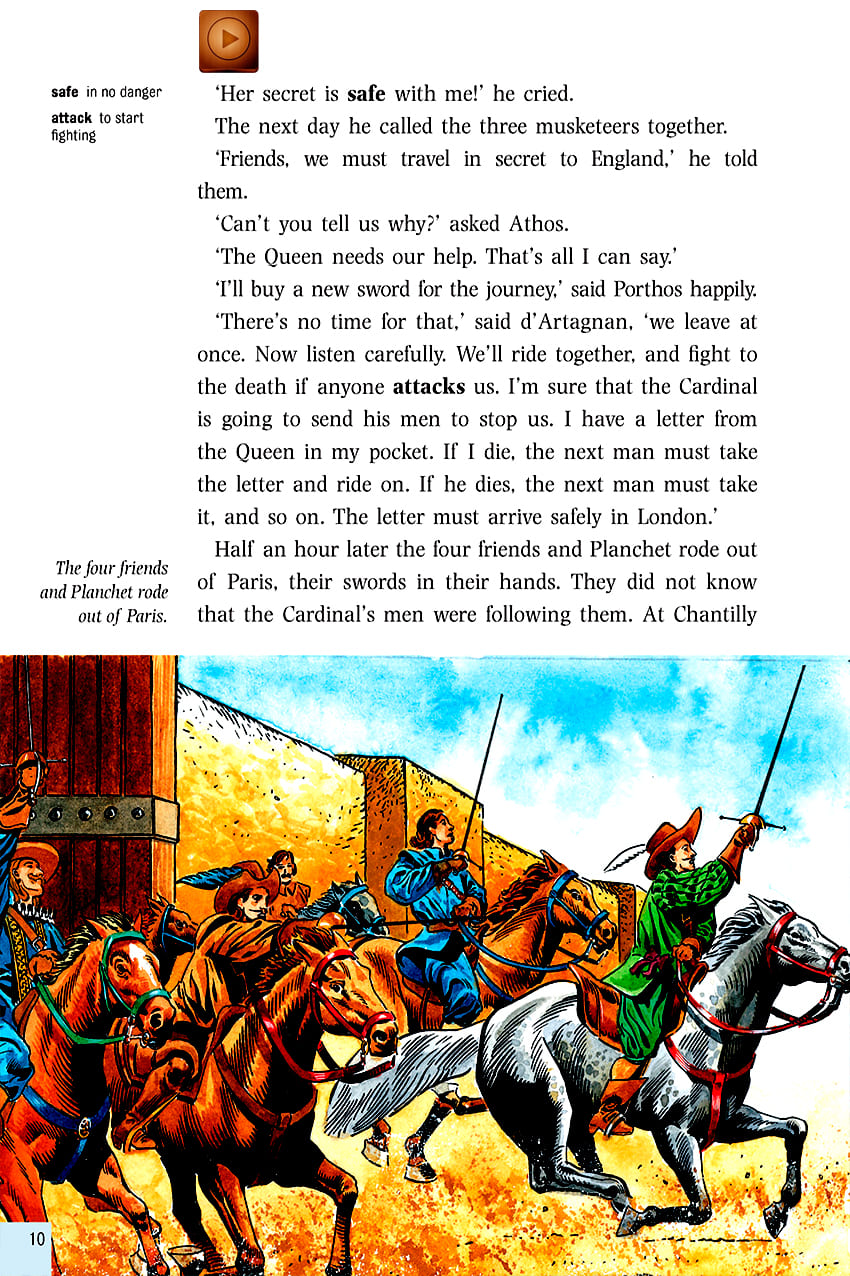 safe in no danger
attack to start
fighting
‘Her secret is safe with me!’ he cried.
The next day he called the three musketeers together.
‘Friends, we must travel in secret to England,’ he told
them.
‘Can’t you tell us why?’ asked Athos.
‘The Queen needs our help. That’s all I can say.’
‘I’ll buy a new sword for the journey,’ said Porthos happily.
‘There’s no time for that,’ said d’Artagnan, ‘we leave at
once. Now listen carefully. We’ll ride together, and fight to
the death if anyone attacks us. I’m sure that the Cardinal
is going to send his men to stop us. I have a letter from
the Queen in my pocket. If I die, the next man must take
the letter and ride on. If he dies, the next man must take
it, and so on. The letter must arrive safely in London.’
Half an hour later the four friends and Planchet rode out
of Paris, their swords in their hands. They did not know
that the Cardinal’s men were following them. At Chantilly
The four friends
and Planchet rode
out of Paris.
10